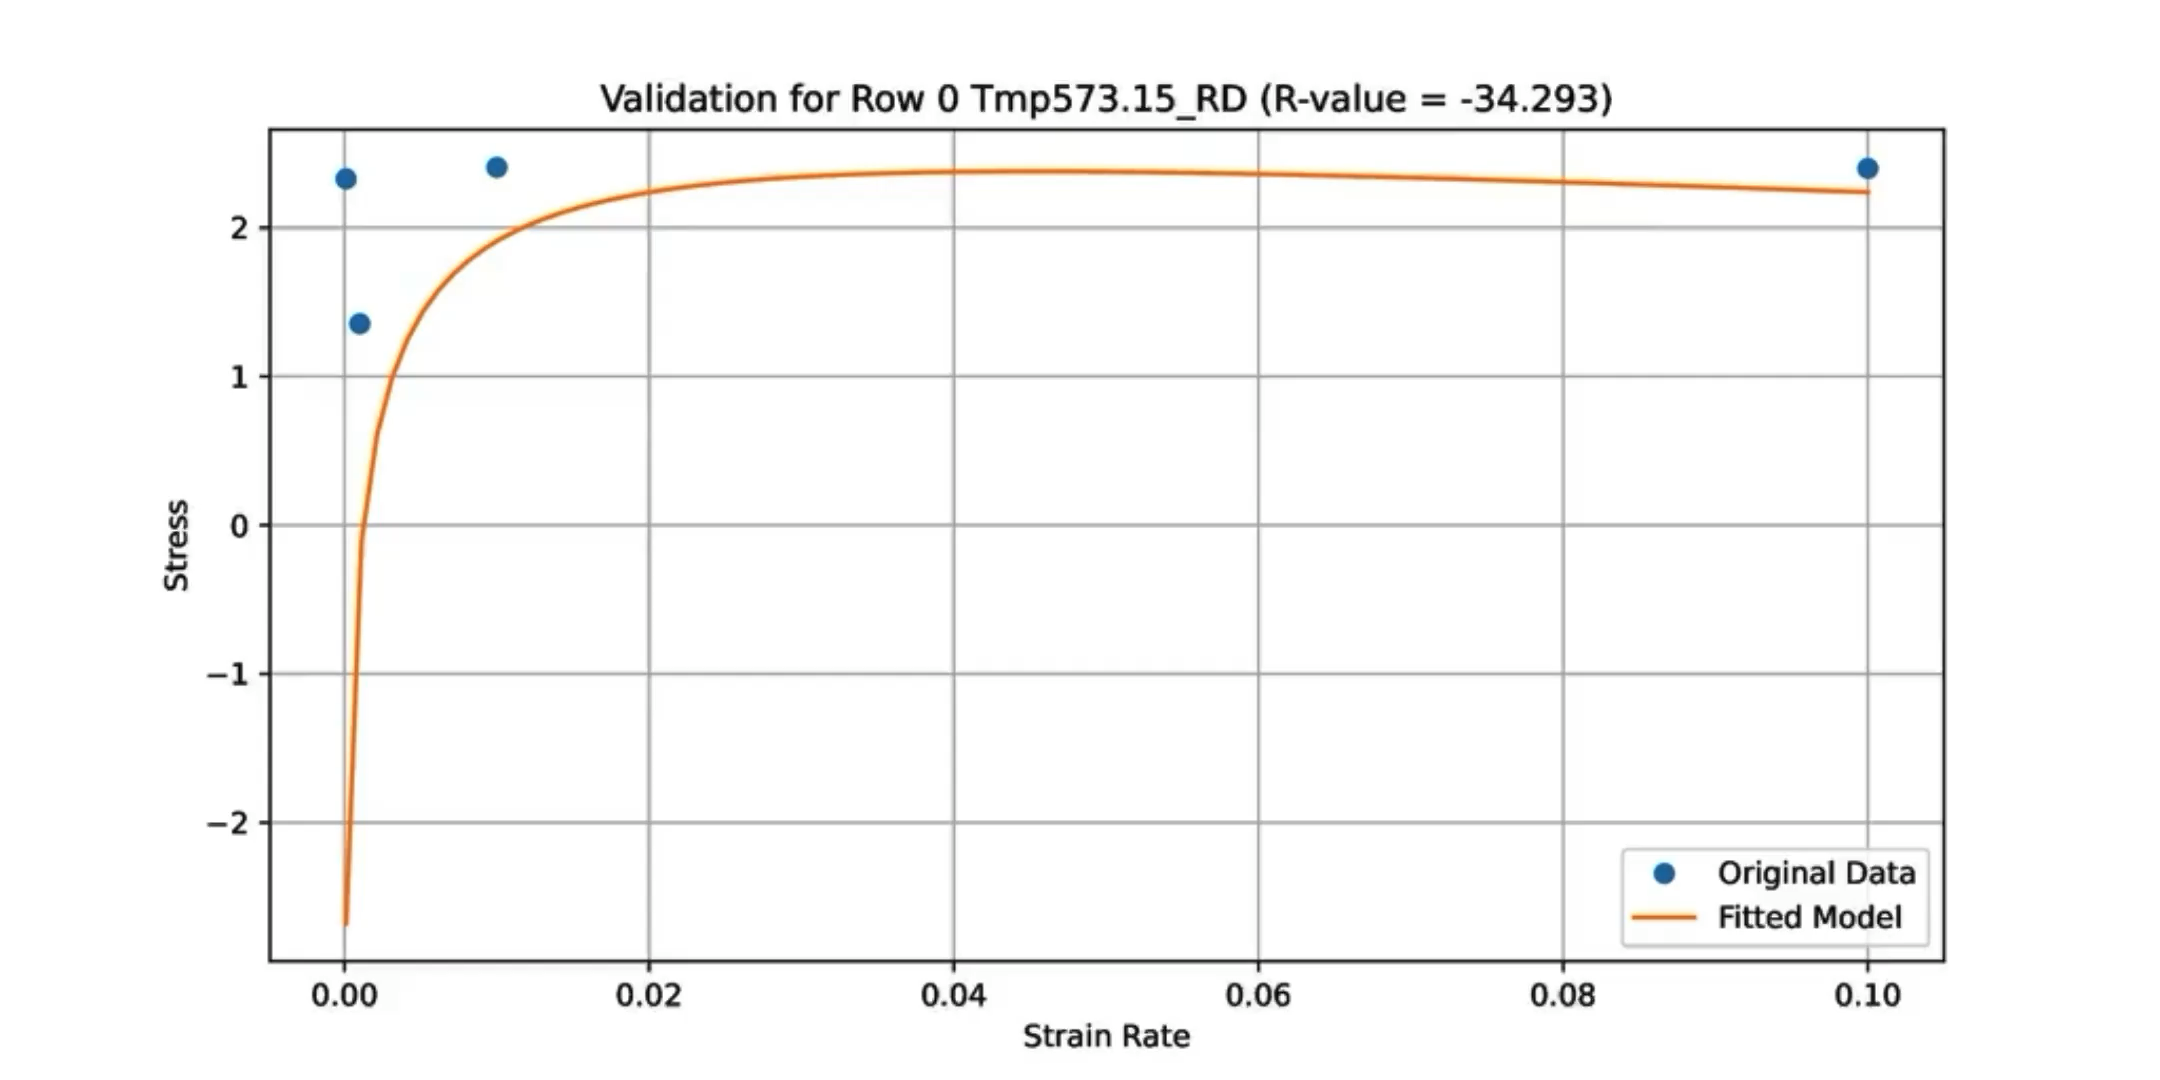 Validation for Row 0 Tmp573.15_RD (R-value = -34.293)
2
1
0
−1
−2
Stress
0.00 0.02 0.04 0.06 0.08 0.10
Strain Rate
Original Data
Fitted Model